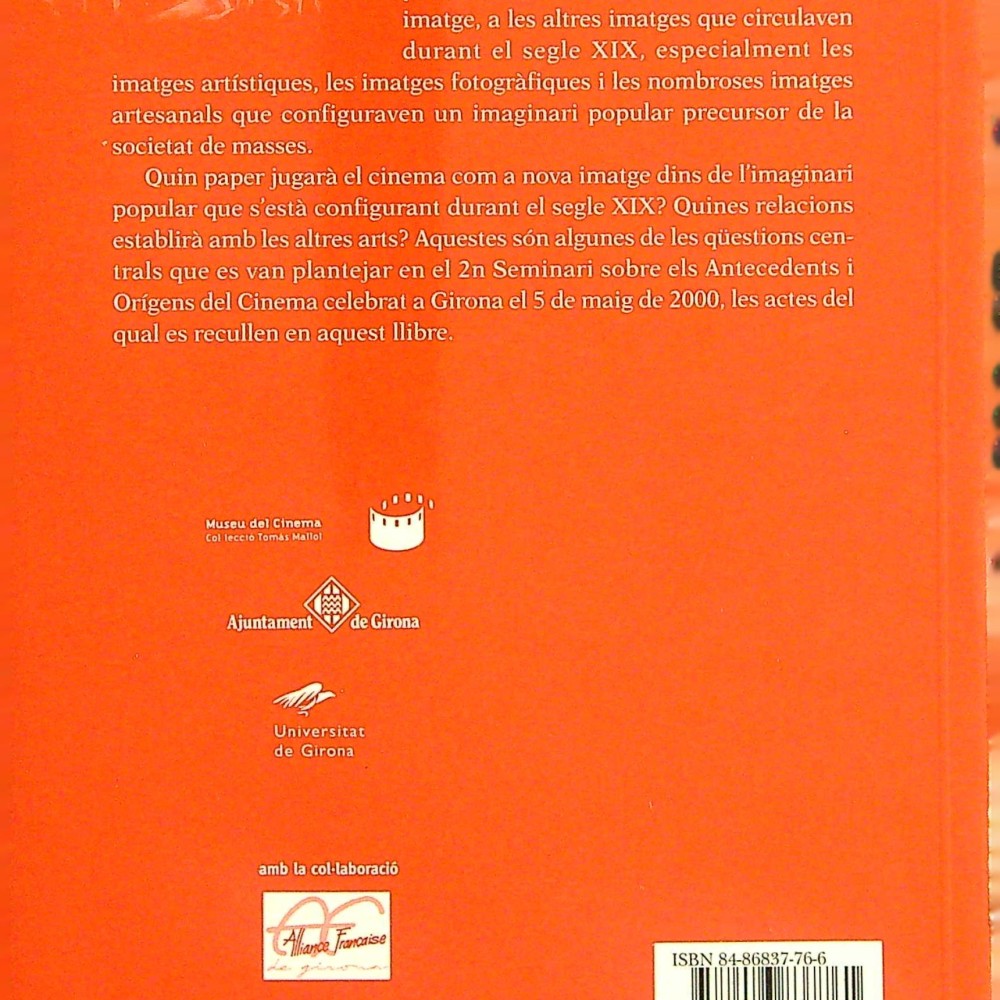 imatge, a les altres imatges que circulaven
durant el segle XIX, especialment les
imatges artístiques, les imatges fotogràfiques i les nombroses imatges
artesanals que configuraven un imaginari popular precursor de la
societat de masses.
Quin paper jugarà el cinema com a nova imatge dins de l'imaginari
popular que s'està configurant durant el segle XIX? Quines relacions
establirà amb les altres arts? Aquestes són algunes de les qüestions cen-
trals que es van plantejar en el 2n Seminari sobre els Antecedents i
Orígens del Cinema celebrat a Girona el 5 de maig de 2000, les actes del
qual es recullen en aquest llibre.
Museu del Cinema
Col·lecció Tomàs Mallol
Ajuntament de Girona
Universitat
de Girona
amb la col·laboració
Alliance Française
de girona
ISBN 84-86837-76-6